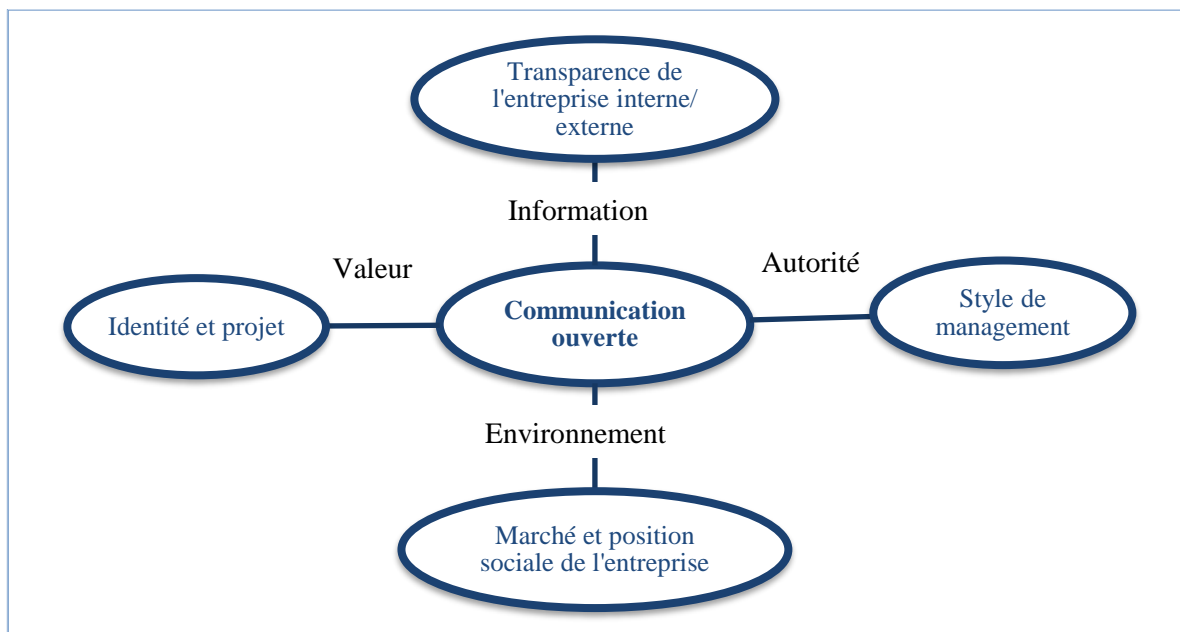 Transparence de
l'entreprise interne/
externe
Information
Valeur
Autorité
Identité et projet
Communication
ouverte
Style de
management
Environnement
Marché et position
sociale de l'entreprise